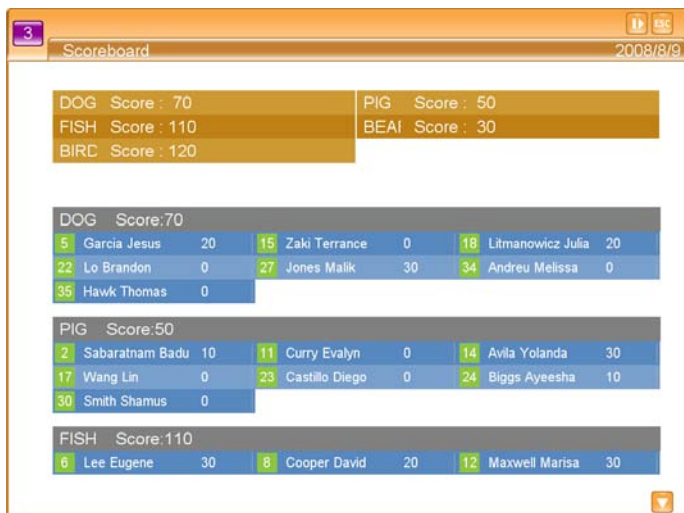 3
ESC
Scoreboard 2008/8/9
DOG Score : 70 PIG Score : 50
FISH Score : 110 BEAI Score : 30
BIRD Score : 120
DOG Score:70
5 Garcia Jesus 20 15 Zaki Terrance 0 18 Litmanowicz Julia 20
22 Lo Brandon 0 27 Jones Malik 30 34 Andreu Melissa 0
35 Hawk Thomas 0
PIG Score:50
2 Sabaratnam Badu 10 11 Curry Evalyn 0 14 Avila Yolanda 30
17 Wang Lin 0 23 Castillo Diego 0 24 Biggs Ayeesha 10
30 Smith Shamus 0
FISH Score:110
6 Lee Eugene 30 8 Cooper David 20 12 Maxwell Marisa 30